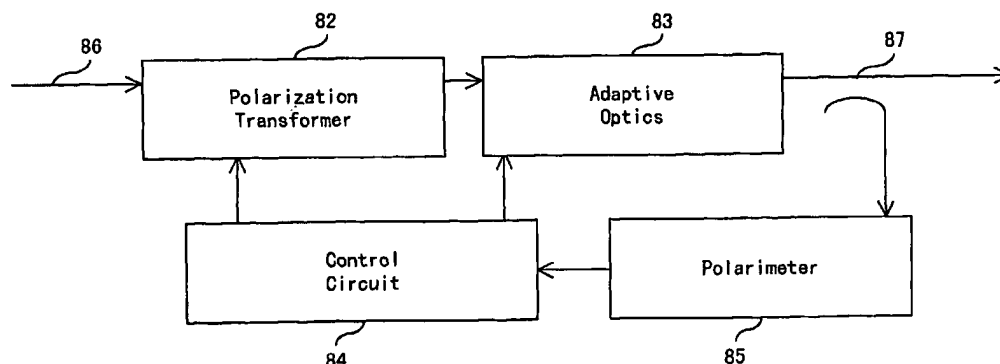 86
82
83
87
Polarization
Transformer
Adaptive
Optics
Control
Circuit
Polarimeter
84
85